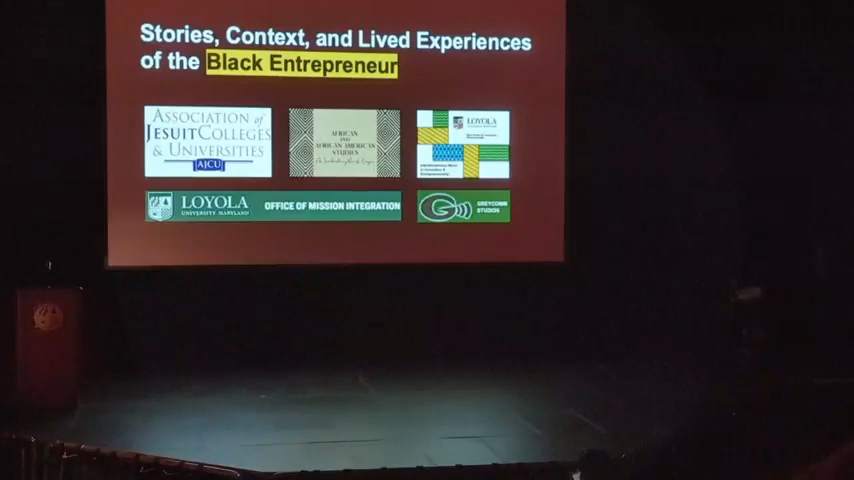 Stories, Context, and Lived Experiences
of the Black Entrepreneur
ASSOCIATION of
JESUIT COLLEGES
& UNIVERSITIES
AJCU
AFRICAN
AND
AFRICAN AMERICAN
STUDIES
LOYOLA
LOYOLA
UNIVERSITY MARYLAND
OFFICE OF MISSION INTEGRATION
G
GREYCOMM
STUDIOS